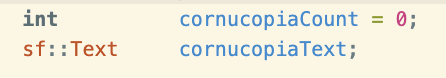 int cornucopiaCount = 0;
sf::Text cornucopiaText;